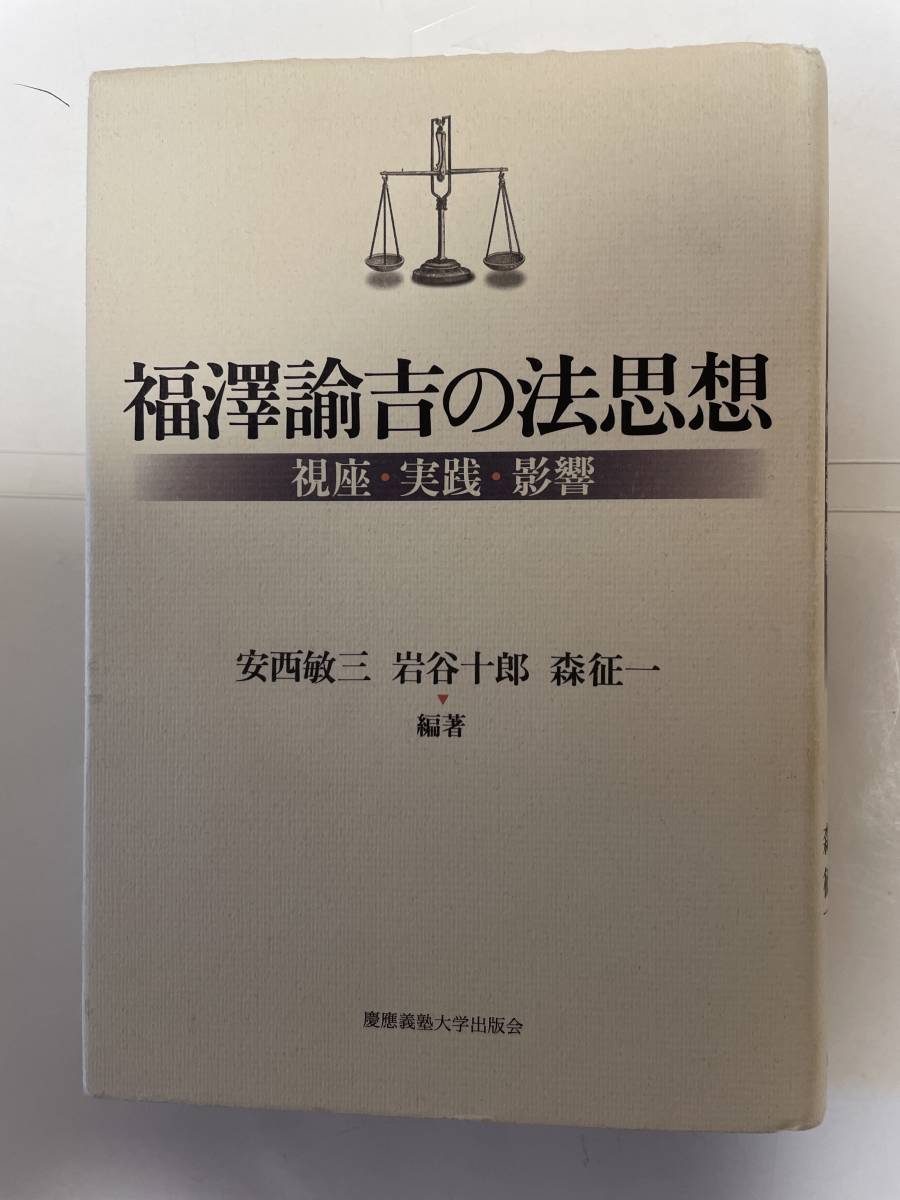 福澤諭吉の法思想
視座・実践・影響
安西敏三 岩谷十郎 森征一
編著
慶應義塾大学出版会